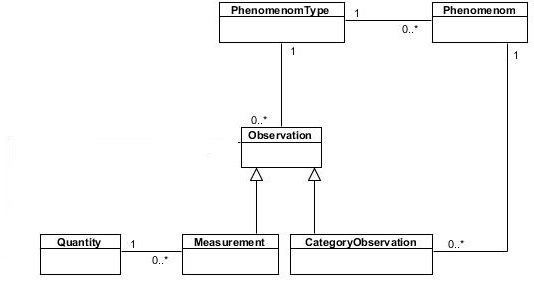 PhenomenomType
Phenomenom
1
0..*
1
1
0..*
Observation
Quantity
Measurement
CategoryObservation
1
0..*
0..*